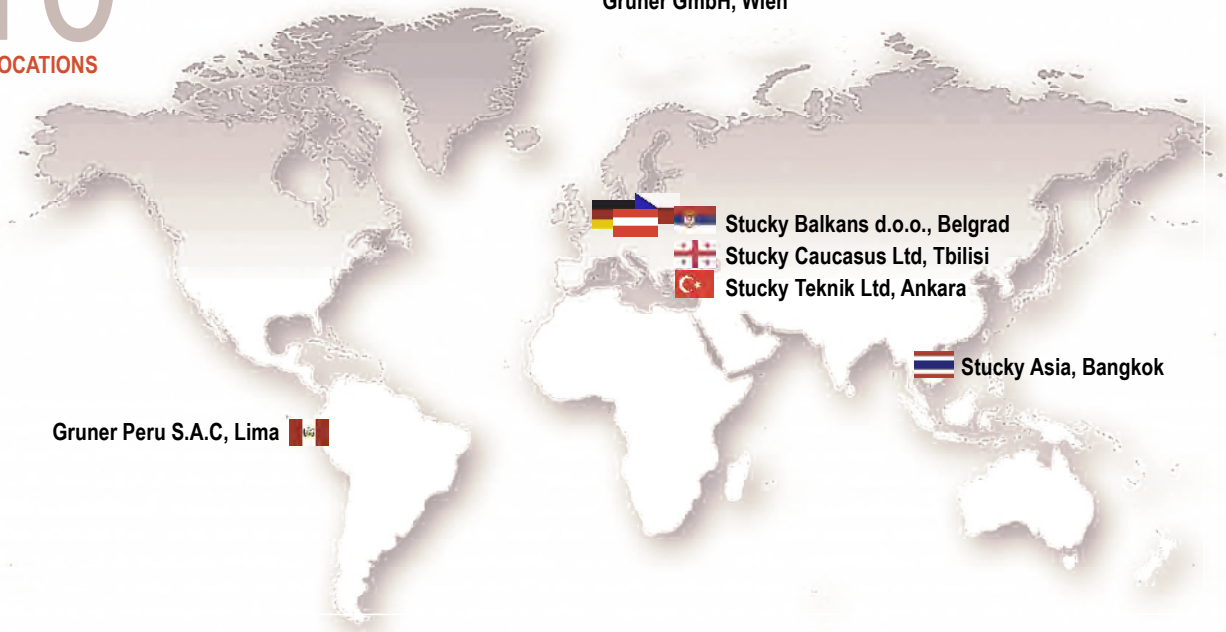 Gruner GmbH, Wien
LOCATIONS
Stucky Balkans d.o.o., Belgrad
Stucky Caucasus Ltd, Tbilisi
Stucky Teknik Ltd, Ankara
Stucky Asia, Bangkok
Gruner Peru S.A.C, Lima